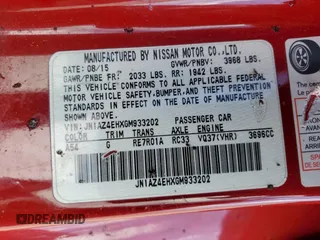 MANUFACTURED BY NISSAN MOTOR CO.,LTD.
DATE: 08/15 GVWR/PNBV: 3968 LBS.
GAWR/PNBE FR: 2033 LBS. RR: 1942 LBS.
THIS VEHICLE CONFORMS TO ALL APPLICABLE FEDERAL
MOTOR VEHICLE SAFETY, BUMPER, AND THEFT PREVENTION
STANDARDS IN EFFECT ON THE DATE OF MANUFACTURE
SHOWN ABOVE.
VIN:JN1AZ4EHXGM933202 PASSENGER CAR
COLOR TRIM TRANS AXLE ENGINE
A54 G RE7R01A RC33 VQ37(VHR) 3696CC
JN1AZ4EHXGM933202
DREAMBID